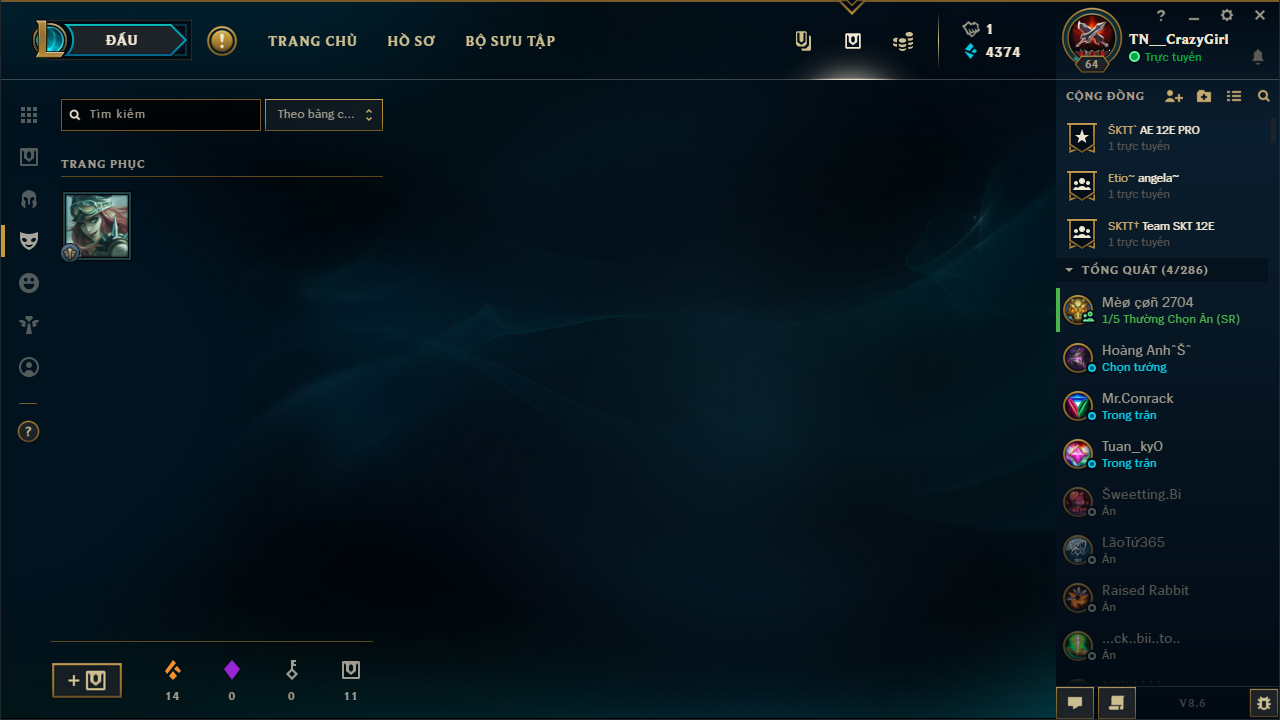 ĐẤU
!
TRANG CHỦ
HỒ SƠ
BỘ SƯU TẬP
1
4374
?
64
TN__CrazyGirl
Trực tuyến
Tìm kiếm
Theo bảng c...
TRANG PHỤC
?
14
0
0
11
CỘNG ĐỒNG
ŠKTT` AE 12E PRO
1 trực tuyến
Etio~ angela~
1 trực tuyến
SKTT† Team SKT 12E
1 trực tuyến
TỔNG QUÁT (4/286)
Mèø çøñ 2704
1/5 Thường Chọn Ẩn (SR)
Hoàng AnhˆŠˆ
Chọn tướng
Mr.Conrack
Trong trận
Tuan_kyO
Trong trận
Šweetting.Bi
Ẩn
LãoTứ365
Ẩn
Raised Rabbit
Ẩn
...ck..bii..to..
Ẩn
V8.6